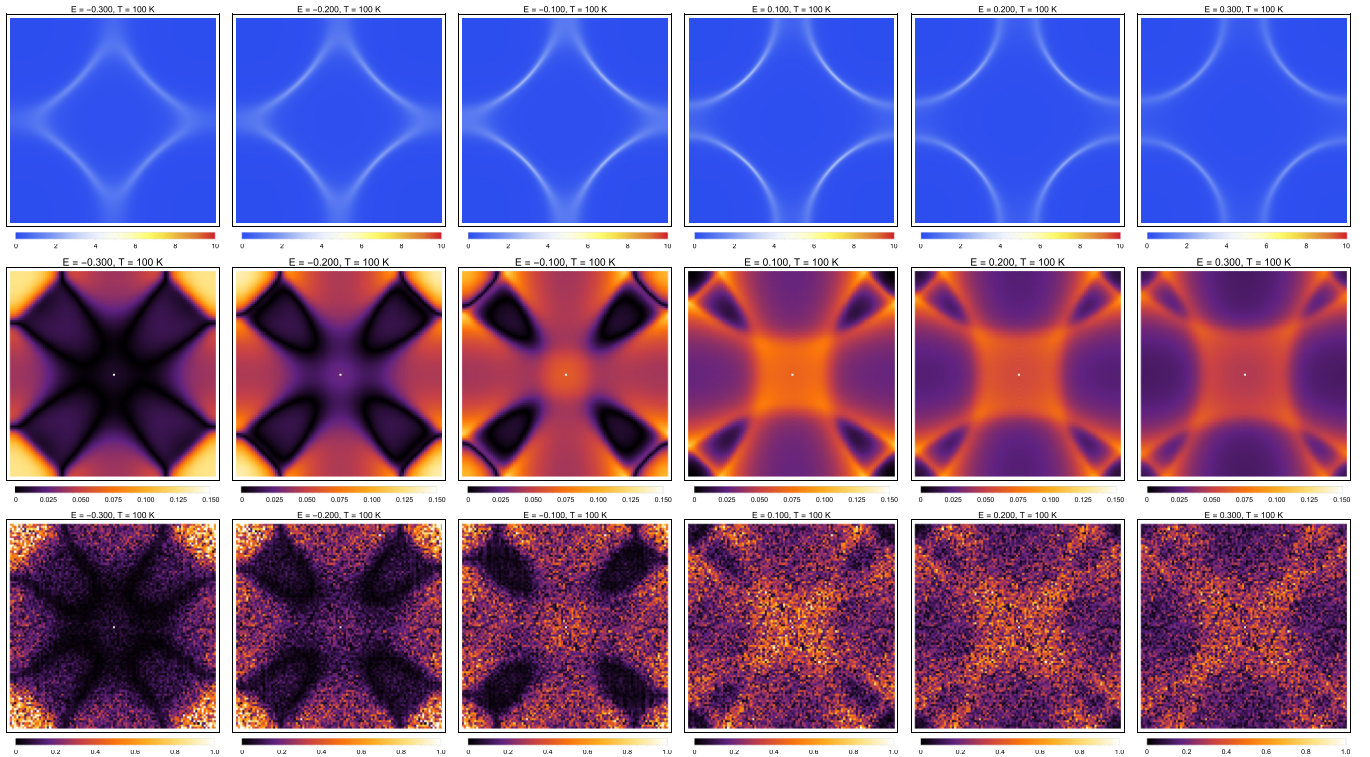 E = −0.300, T = 100 K E = −0.200, T = 100 K E = −0.100, T = 100 K E = 0.100, T = 100 K E = 0.200, T = 100 K E = 0.300, T = 100 K
0 2 4 6 8 10 0 2 4 6 8 10 0 2 4 6 8 10 0 2 4 6 8 10 0 2 4 6 8 10 0 2 4 6 8 10
E = −0.300, T = 100 K E = −0.200, T = 100 K E = −0.100, T = 100 K E = 0.100, T = 100 K E = 0.200, T = 100 K E = 0.300, T = 100 K
0 0.025 0.050 0.075 0.100 0.125 0.150 0 0.025 0.050 0.075 0.100 0.125 0.150 0 0.025 0.050 0.075 0.100 0.125 0.150 0 0.025 0.050 0.075 0.100 0.125 0.150 0 0.025 0.050 0.075 0.100 0.125 0.150 0 0.025 0.050 0.075 0.100 0.125 0.150
E = −0.300, T = 100 K E = −0.200, T = 100 K E = −0.100, T = 100 K E = 0.100, T = 100 K E = 0.200, T = 100 K E = 0.300, T = 100 K
0 0.2 0.4 0.6 0.8 1.0 0 0.2 0.4 0.6 0.8 1.0 0 0.2 0.4 0.6 0.8 1.0 0 0.2 0.4 0.6 0.8 1.0 0 0.2 0.4 0.6 0.8 1.0 0 0.2 0.4 0.6 0.8 1.0